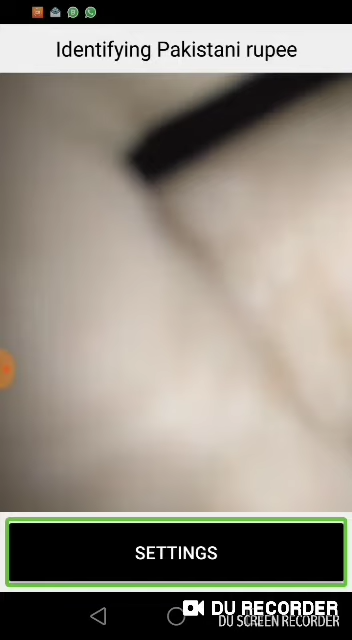 Identifying Pakistani rupee
SETTINGS
DU RECORDER
DU SCREEN RECORDER